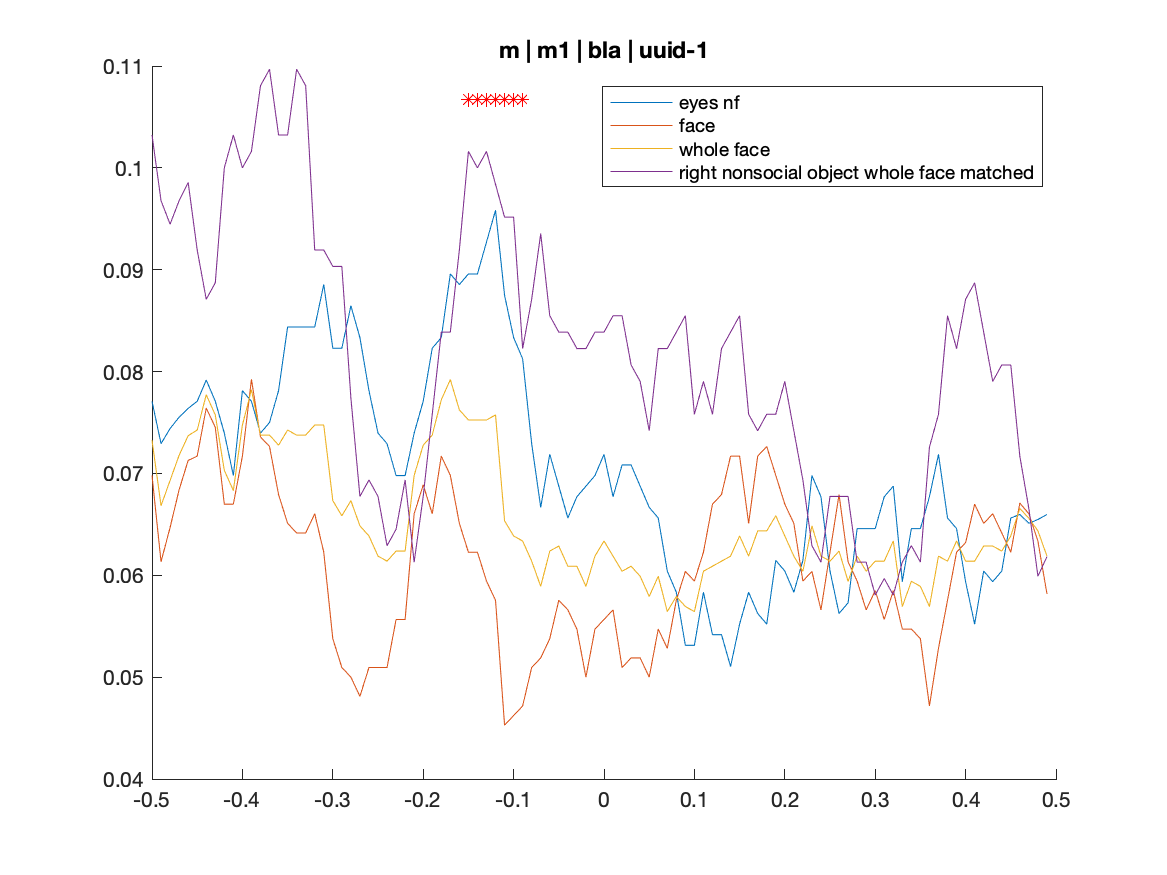 m | m1 | bla | uuid-1
0.11
0.1
0.09
0.08
0.07
0.06
0.05
0.04
eyes nf
face
whole face
right nonsocial object whole face matched
-0.5 -0.4 -0.3 -0.2 -0.1 0 0.1 0.2 0.3 0.4 0.5